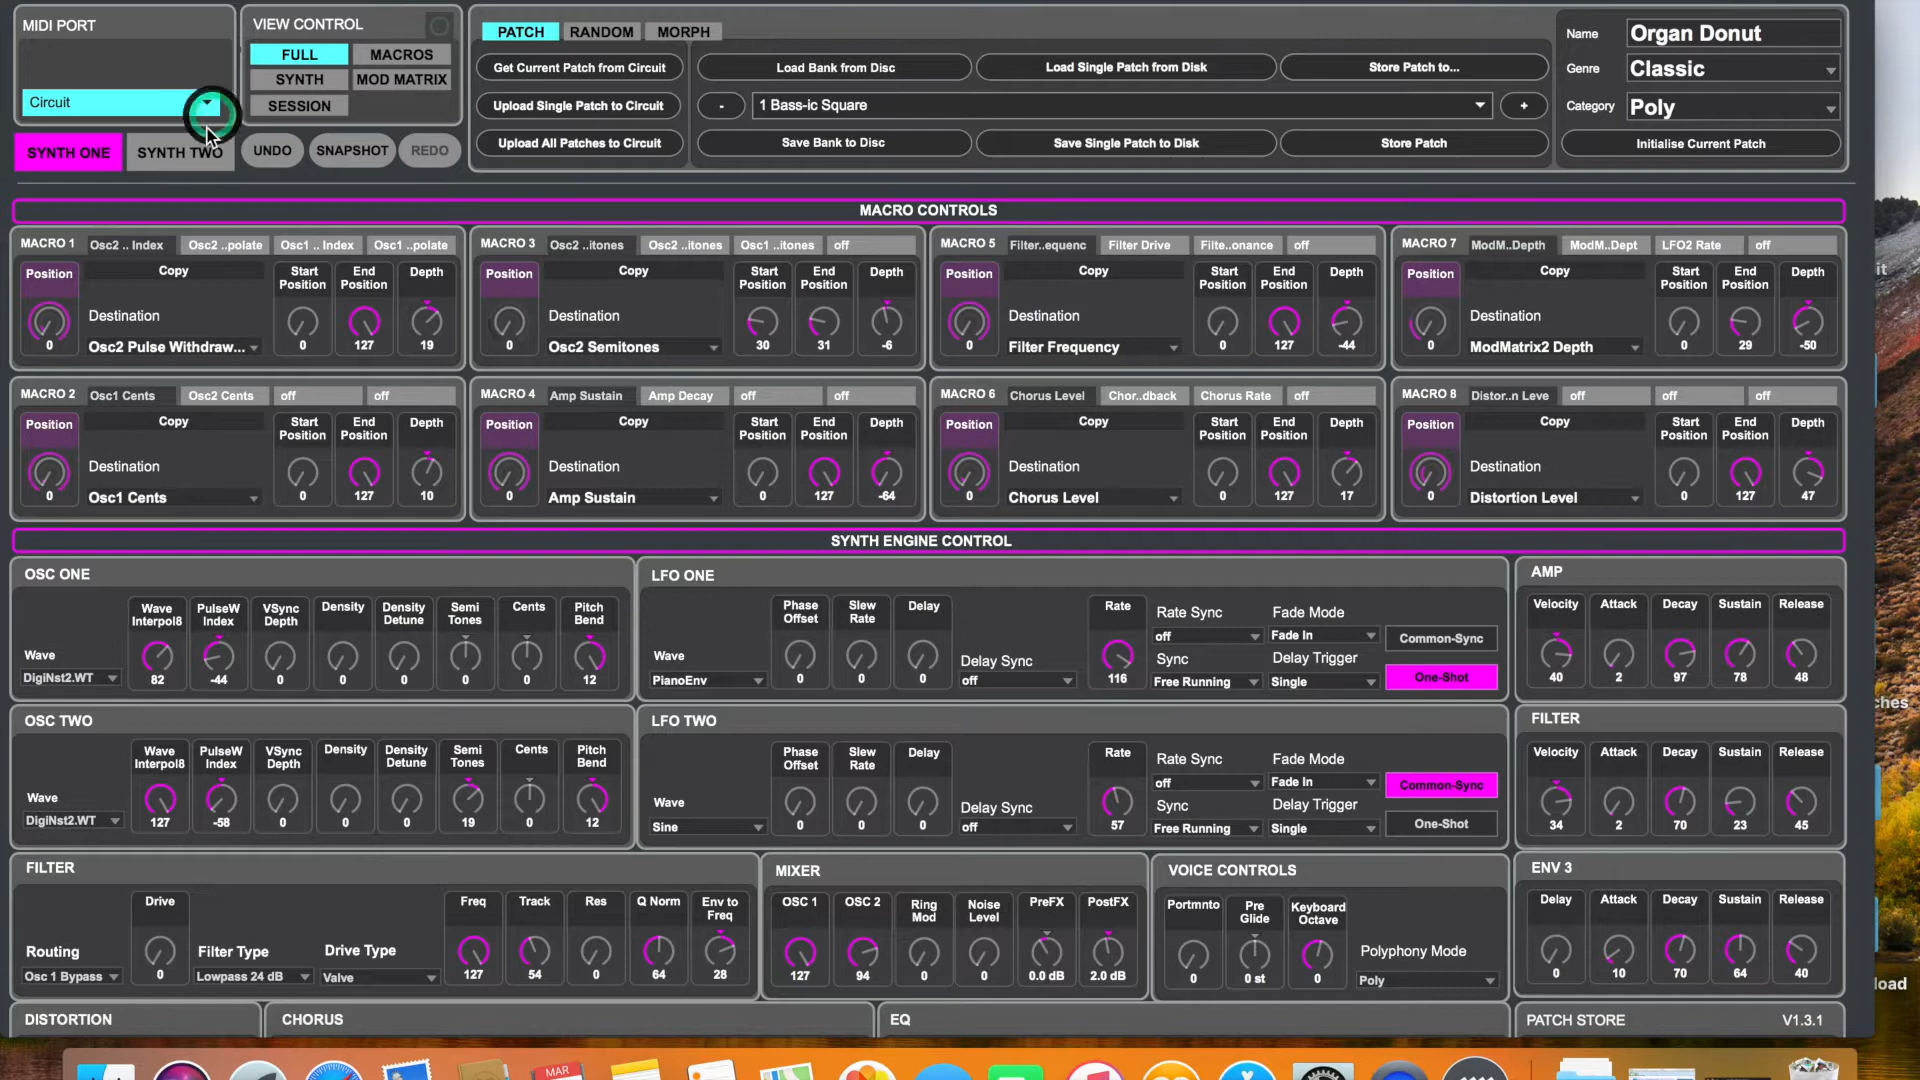 MIDI PORT
Circuit
VIEW CONTROL
FULL
MACROS
SYNTH
MOD MATRIX
SESSION
SYNTH ONE
SYNTH TWO
UNDO
SNAPSHOT
REDO
PATCH
RANDOM
MORPH
Get Current Patch from Circuit
Load Bank from Disc
Load Single Patch from Disk
Store Patch to...
Upload Single Patch to Circuit
-
1 Bass-ic Square
+
Upload All Patches to Circuit
Save Bank to Disc
Save Single Patch to Disk
Store Patch
Name
Organ Donut
Genre
Classic
Category
Poly
Initialise Current Patch
MACRO CONTROLS
MACRO 1
Osc2 .. Index
Osc2 ..polate
Osc1 .. Index
Osc1 ..polate
Position
Copy
Start Position
End Position
Depth
Destination
0
Osc2 Pulse Withdraw...
0
127
19
MACRO 3
Osc2 ..itones
Osc2 ..itones
Osc1 ..itones
off
Position
Copy
Start Position
End Position
Depth
Destination
0
Osc2 Semitones
30
31
-6
MACRO 5
Filter..equenc
Filter Drive
Filte..onance
off
Position
Copy
Start Position
End Position
Depth
Destination
0
Filter Frequency
0
127
-44
MACRO 7
ModM..Depth
ModM..Dept
LFO2 Rate
off
Position
Copy
Start Position
End Position
Depth
Destination
0
ModMatrix2 Depth
0
29
-50
MACRO 2
Osc1 Cents
Osc2 Cents
off
off
Position
Copy
Start Position
End Position
Depth
Destination
0
Osc1 Cents
0
127
10
MACRO 4
Amp Sustain
Amp Decay
off
off
Position
Copy
Start Position
End Position
Depth
Destination
0
Amp Sustain
0
127
-64
MACRO 6
Chorus Level
Chor..dback
Chorus Rate
off
Position
Copy
Start Position
End Position
Depth
Destination
0
Chorus Level
0
127
17
MACRO 8
Distor..n Leve
off
off
off
Position
Copy
Start Position
End Position
Depth
Destination
0
Distortion Level
0
127
47
SYNTH ENGINE CONTROL
OSC ONE
Wave
DigiNst2.WT
Wave Interpol8
PulseW Index
VSync Depth
Density
Density Detune
Semi Tones
Cents
Pitch Bend
82
-44
0
0
0
0
0
12
LFO ONE
Wave
PianoEnv
Phase Offset
Slew Rate
Delay
0
0
0
Delay Sync
off
Rate
116
Rate Sync
off
Sync
Free Running
Fade Mode
Fade In
Delay Trigger
Single
Common-Sync
One-Shot
AMP
Velocity
Attack
Decay
Sustain
Release
40
2
97
78
48
OSC TWO
Wave
DigiNst2.WT
Wave Interpol8
PulseW Index
VSync Depth
Density
Density Detune
Semi Tones
Cents
Pitch Bend
127
-58
0
0
0
19
0
12
LFO TWO
Wave
Sine
Phase Offset
Slew Rate
Delay
0
0
0
Delay Sync
off
Rate
57
Rate Sync
off
Sync
Free Running
Fade Mode
Fade In
Delay Trigger
Single
Common-Sync
One-Shot
FILTER
Velocity
Attack
Decay
Sustain
Release
34
2
70
23
45
FILTER
Routing
Osc 1 Bypass
Drive
0
Filter Type
Lowpass 24 dB
Drive Type
Valve
Freq
Track
Res
Q Norm
Env to Freq
127
54
0
64
28
MIXER
OSC 1
OSC 2
Ring Mod
Noise Level
PreFX
PostFX
127
94
0
0
0.0 dB
2.0 dB
VOICE CONTROLS
Portmnto
Pre Glide
Keyboard Octave
0
0 st
0
Polyphony Mode
Poly
ENV 3
Delay
Attack
Decay
Sustain
Release
0
10
70
64
40
DISTORTION
CHORUS
EQ
PATCH STORE
V1.3.1
it
ches
load
MAR